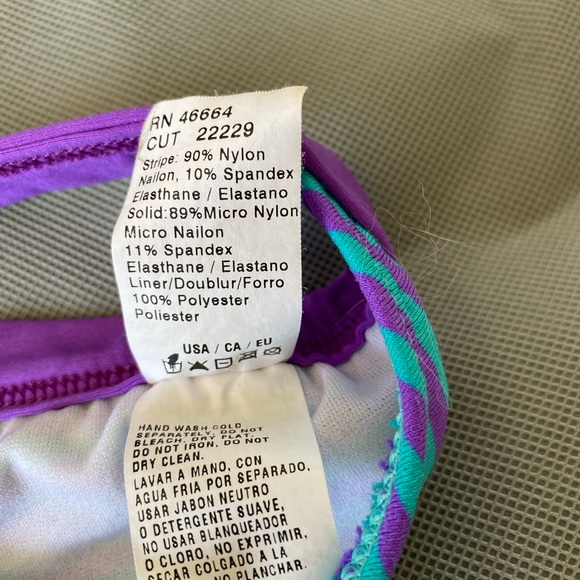 RN 46664
CUT 22229
Stripe: 90% Nylon
Nailon, 10% Spandex
Elasthane / Elastano
Solid:89%Micro Nylon
Micro Nailon
11% Spandex
Elasthane / Elastano
Liner/Doublur/Forro
100% Polyester
Poliester
USA / CA / EU
HAND WASH COLD
SEPARATELY, DO NOT
BLEACH. DRY FLAT,
DO NOT IRON, DO NOT
DRY CLEAN.
LAVAR A MANO, CON
AGUA FRIA POR SEPARADO,
USAR JABON NEUTRO
O DETERGENTE SUAVE,
NO USAR BLANQUEADOR
O CLORO, NO EXPRIMIR,
SECAR COLGADO A LA
NO PLANCHAR.